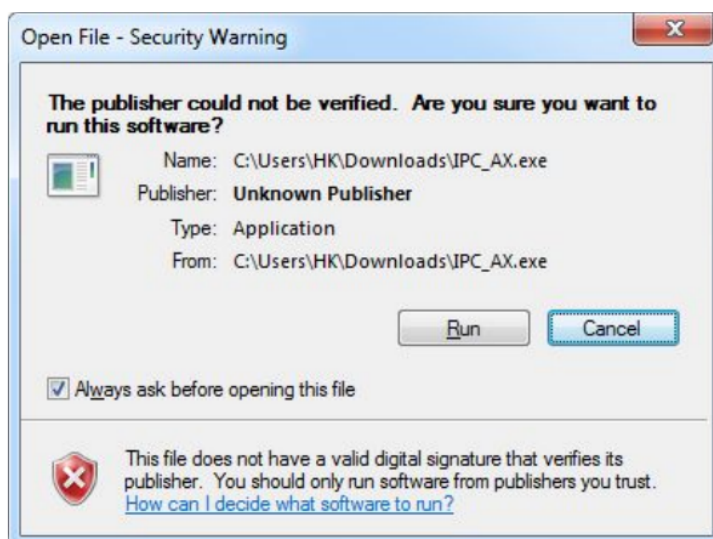 Open File - Security Warning
The publisher could not be verified.  Are you sure you want to
run this software?
Name: C:\Users\HK\Downloads\IPC_AX.exe
Publisher: Unknown Publisher
Type: Application
From: C:\Users\HK\Downloads\IPC_AX.exe
Run Cancel
Always ask before opening this file
This file does not have a valid digital signature that verifies its
publisher.  You should only run software from publishers you trust.
How can I decide what software to run?